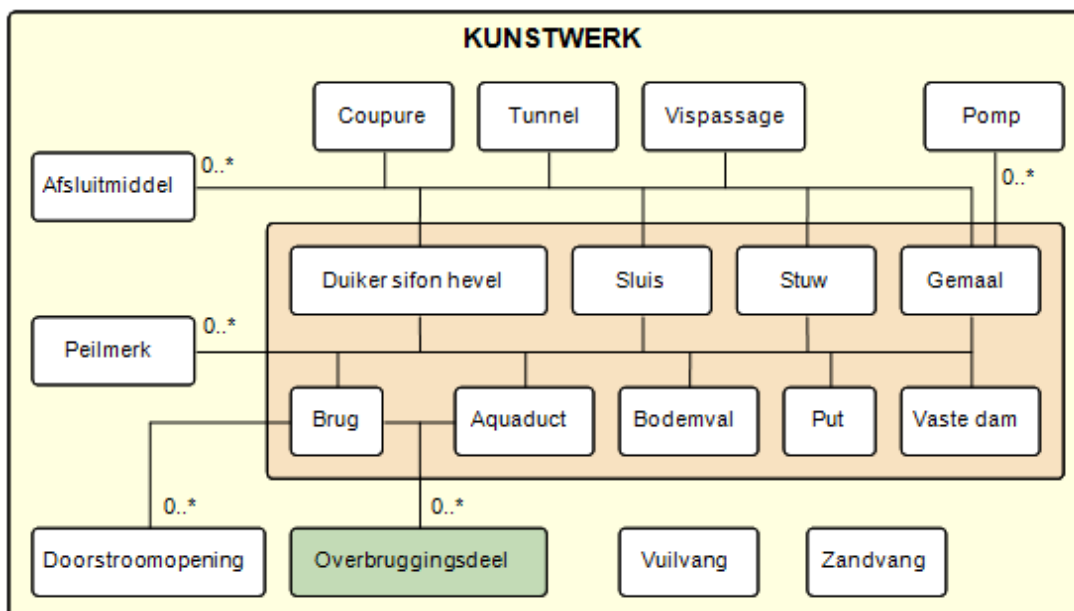 KUNSTWERK
Coupure
Tunnel
Vispassage
Pomp
Afsluitmiddel
0..*
0..*
Duiker sifon hevel
Sluis
Stuw
Gemaal
Peilmerk
0..*
Brug
Aquaduct
Bodemval
Put
Vaste dam
0..*
0..*
Doorstroomopening
Overbruggingsdeel
Vuilvang
Zandvang